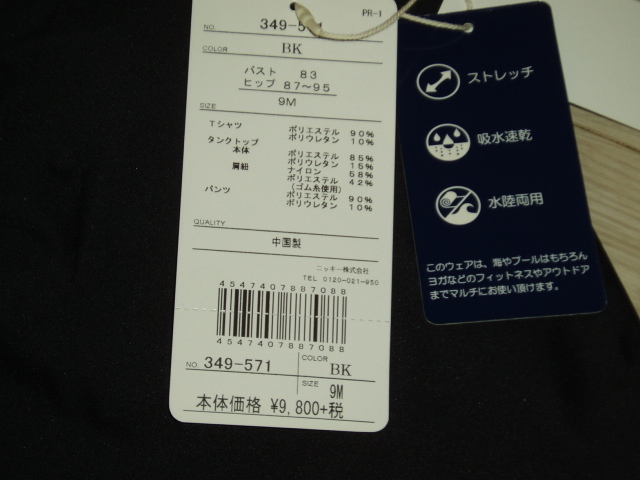 PR-1
NO. 349-571
COLOR BK
バスト 83
ヒップ 87〜95
9M
SIZE
Tシャツ ポリエステル 90%
ポリウレタン 10%
タンクトップ
本体 ポリエステル 85%
ポリウレタン 15%
肩紐 ナイロン 58%
ポリエステル 42%
(ゴム糸使用)
パンツ ポリエステル 90%
ポリウレタン 10%
QUALITY
中国製
ニッキー株式会社
TEL 0120-021-950
4547407887088
4547407887088
NO. 349-571
COLOR BK
SIZE 9M
本体価格 ¥9,800+税
ストレッチ
吸水速乾
水陸両用
このウェアは、海やプールはもちろん
ヨガなどのフィットネスやアウトドア
までマルチにお使い頂けます。